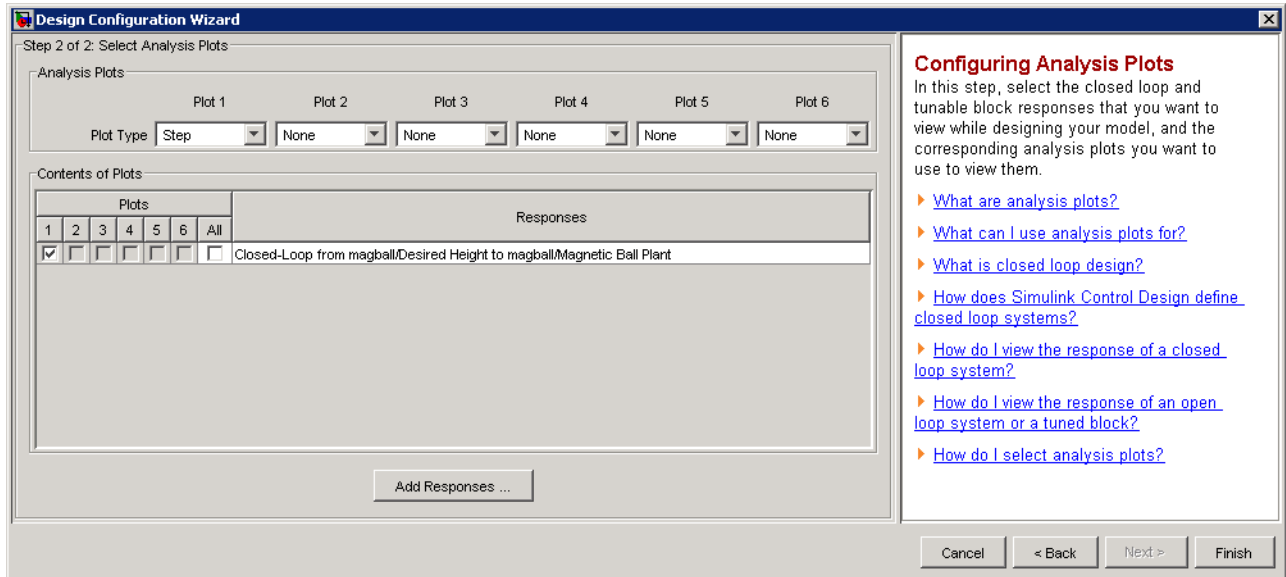 Design Configuration Wizard
Step 2 of 2: Select Analysis Plots
Analysis Plots
Plot 1 Plot 2 Plot 3 Plot 4 Plot 5 Plot 6
Plot Type Step None None None None None
Contents of Plots
Plots
Responses
1 2 3 4 5 6 All
Closed-Loop from magball/Desired Height to magball/Magnetic Ball Plant
Add Responses ...
Configuring Analysis Plots
In this step, select the closed loop and
tunable block responses that you want to
view while designing your model, and the
corresponding analysis plots you want to
use to view them.
What are analysis plots?
What can I use analysis plots for?
What is closed loop design?
How does Simulink Control Design define
closed loop systems?
How do I view the response of a closed
loop system?
How do I view the response of an open
loop system or a tuned block?
How do I select analysis plots?
Cancel < Back Next > Finish